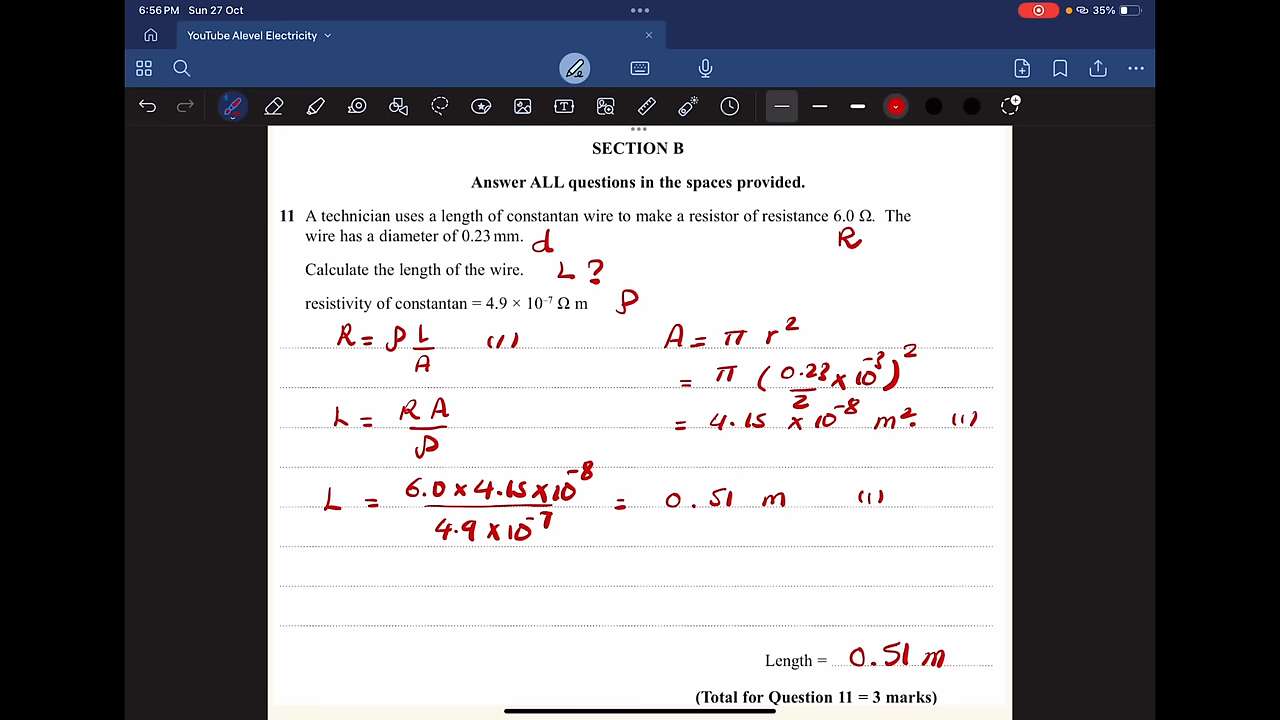 6:56 PM Sun 27 Oct
35%
YouTube Alevel Electricity
SECTION B
Answer ALL questions in the spaces provided.
11 A technician uses a length of constantan wire to make a resistor of resistance 6.0 Ω. The
wire has a diameter of 0.23 mm. d R
Calculate the length of the wire. L ?
resistivity of constantan = 4.9 × 10⁻⁷ Ω m ρ
R = ρ L/A (1) A = π r²
= π (0.23/2 × 10⁻³)²
L = RA/ρ = 4.15 × 10⁻⁸ m². (1)
L = 6.0 × 4.15 × 10⁻⁸ / 4.9 × 10⁻⁷ = 0.51 m (1)
Length = 0.51 m
(Total for Question 11 = 3 marks)